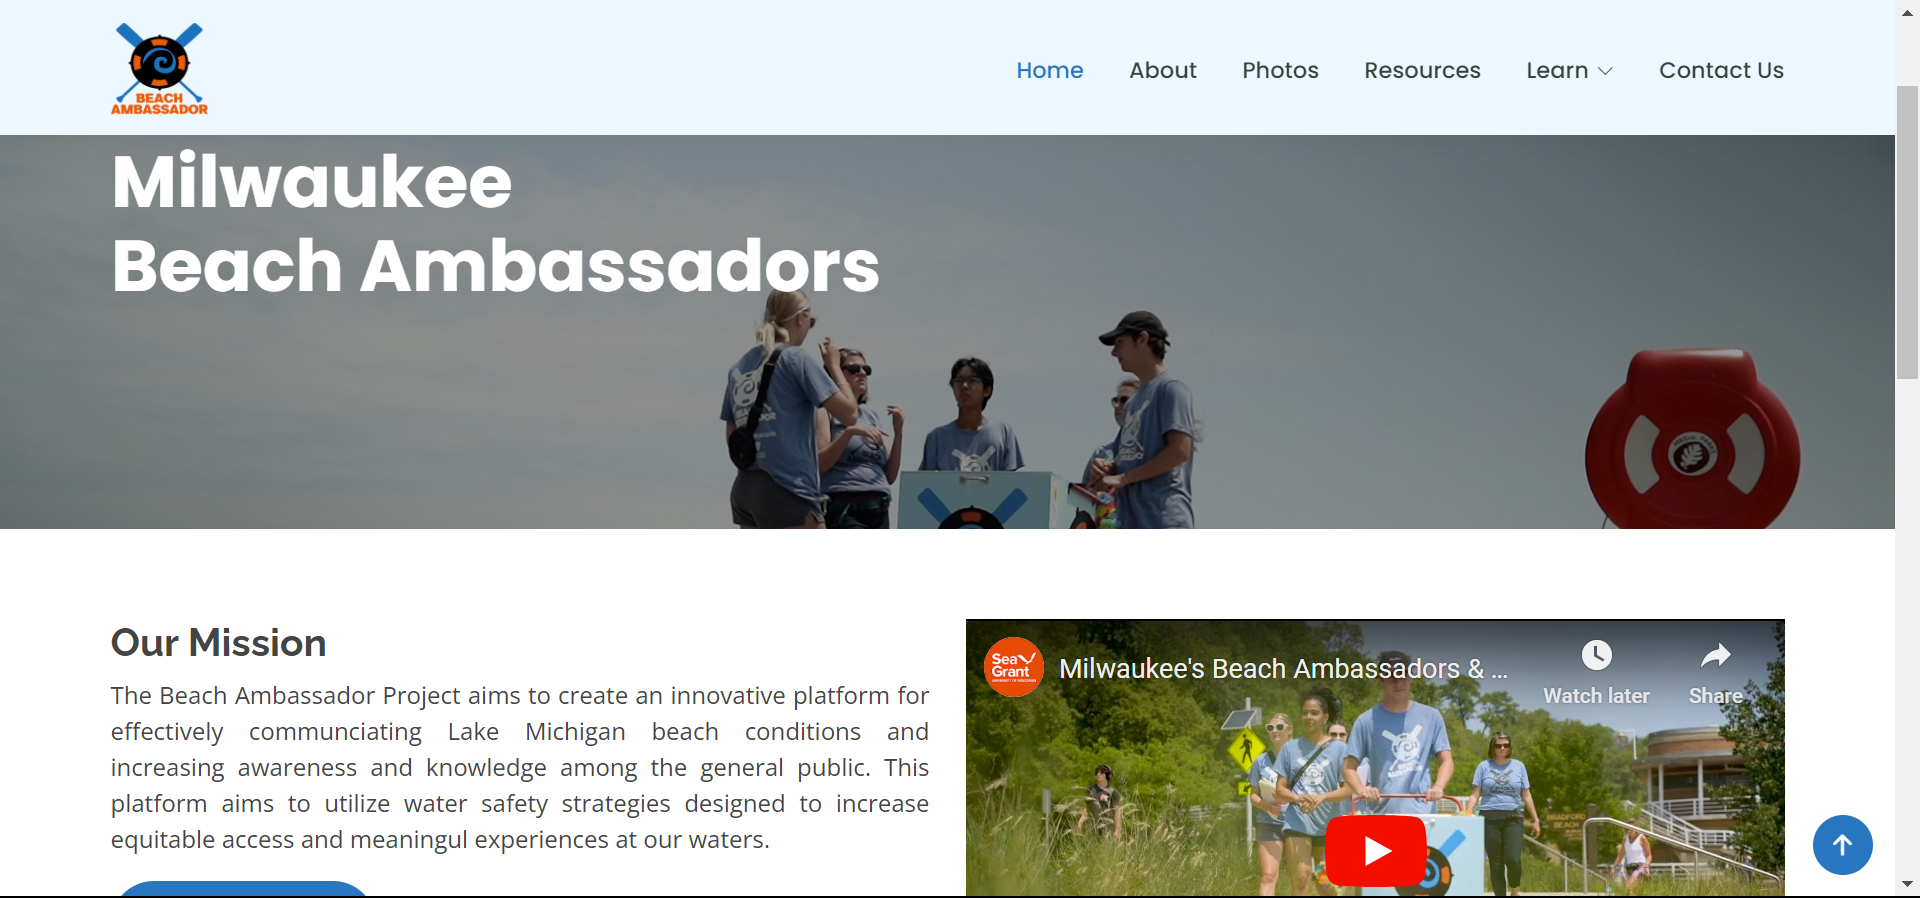 BEACH
AMBASSADOR
Home
About
Photos
Resources
Learn
Contact Us
Milwaukee
Beach Ambassadors
Our Mission
The Beach Ambassador Project aims to create an innovative platform for
effectively communciating Lake Michigan beach conditions and
increasing awareness and knowledge among the general public. This
platform aims to utilize water safety strategies designed to increase
equitable access and meaningul experiences at our waters.
Sea
Grant
Milwaukee's Beach Ambassadors & ...
Watch later
Share
BRADFORD
BEACH